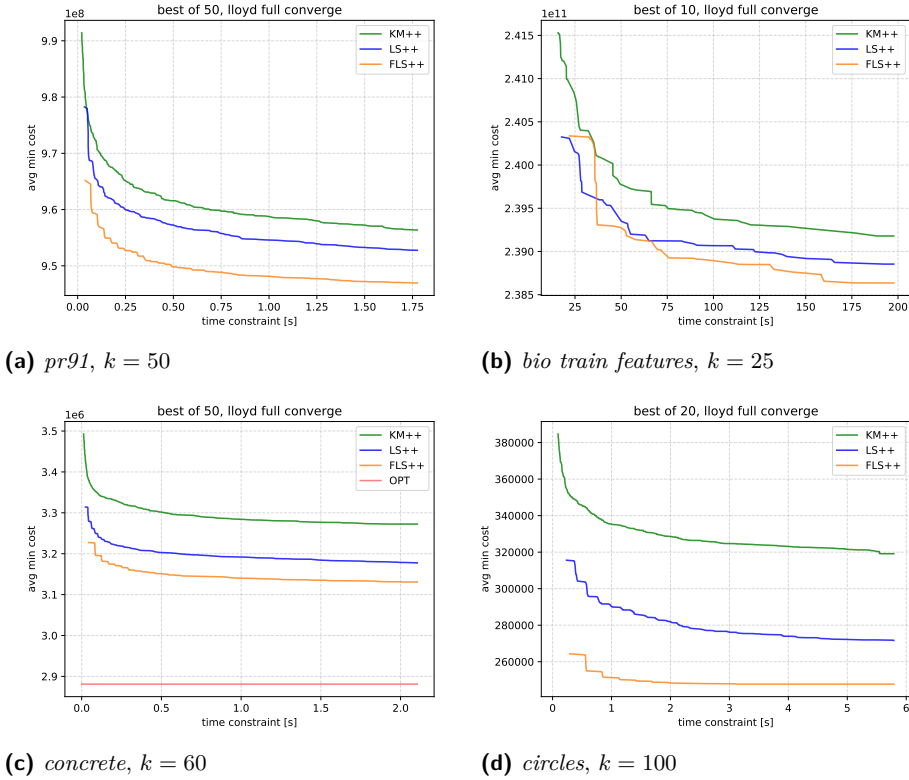 best of 50, lloyd full converge
1e8
KM++
LS++
FLS++
9.9
9.8
9.7
9.6
9.5
avg min cost
0.00 0.25 0.50 0.75 1.00 1.25 1.50 1.75
time constraint [s]
(a) pr91, k = 50
best of 10, lloyd full converge
1e11
KM++
LS++
FLS++
2.415
2.410
2.405
2.400
2.395
2.390
2.385
avg min cost
25 50 75 100 125 150 175 200
time constraint [s]
(b) bio train features, k = 25
best of 50, lloyd full converge
1e6
KM++
LS++
FLS++
OPT
3.5
3.4
3.3
3.2
3.1
3.0
2.9
avg min cost
0.0 0.5 1.0 1.5 2.0
time constraint [s]
(c) concrete, k = 60
best of 20, lloyd full converge
KM++
LS++
FLS++
380000
360000
340000
320000
300000
280000
260000
avg min cost
0 1 2 3 4 5 6
time constraint [s]
(d) circles, k = 100